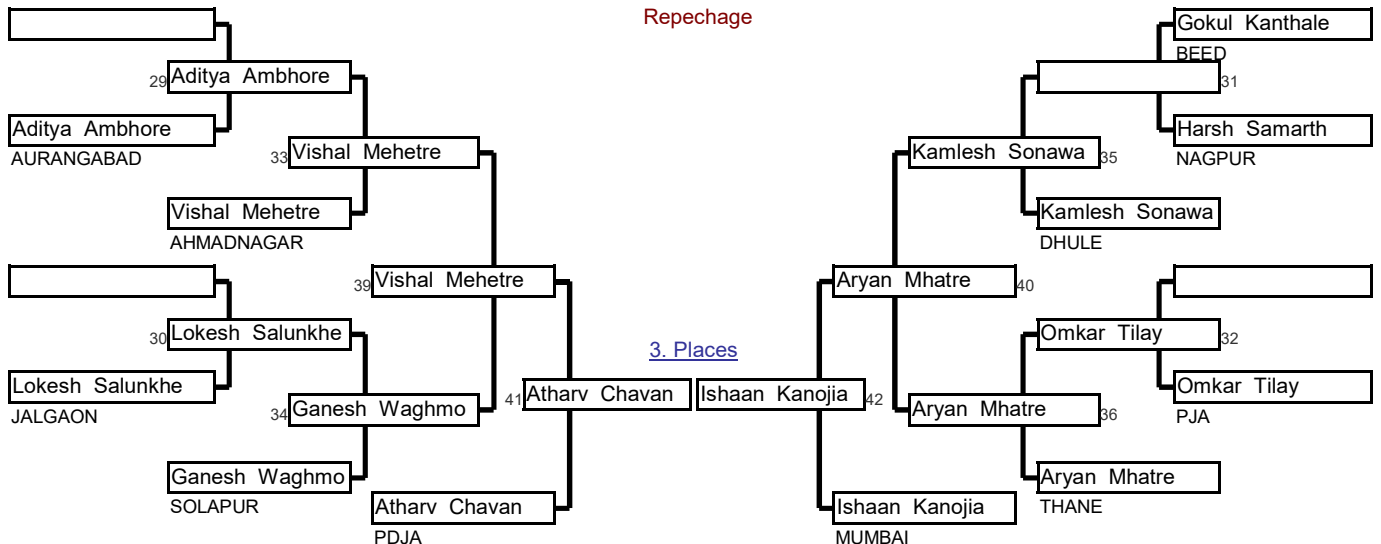 Repechage
Gokul Kanthale
BEED
29 Aditya Ambhore
31
Aditya Ambhore
AURANGABAD
Harsh Samarth
NAGPUR
33 Vishal Mehetre
Kamlesh Sonawa 35
Vishal Mehetre
AHMADNAGAR
Kamlesh Sonawa
DHULE
39 Vishal Mehetre
Aryan Mhatre 40
30 Lokesh Salunkhe
Omkar Tilay 32
3. Places
Lokesh Salunkhe
JALGAON
Omkar Tilay
PJA
41 Atharv Chavan
Ishaan Kanojia 42
34 Ganesh Waghmo
Aryan Mhatre 36
Ganesh Waghmo
SOLAPUR
Aryan Mhatre
THANE
Atharv Chavan
PDJA
Ishaan Kanojia
MUMBAI